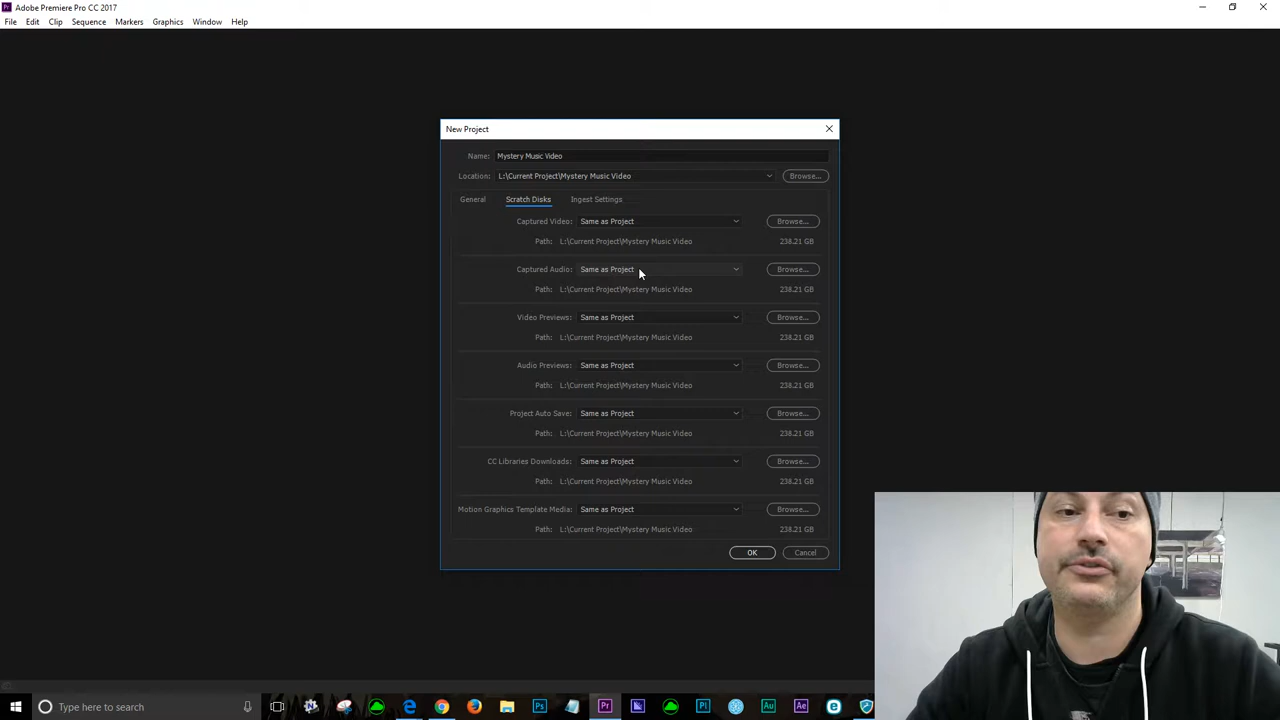 Adobe Premiere Pro CC 2017
File Edit Clip Sequence Markers Graphics Window Help
New Project
Name: Mystery Music Video
Location: L:\Current Project\Mystery Music Video Browse...
General Scratch Disks Ingest Settings
Captured Video: Same as Project Browse...
Path: L:\Current Project\Mystery Music Video 238.21 GB
Captured Audio: Same as Project Browse...
Path: L:\Current Project\Mystery Music Video 238.21 GB
Video Previews: Same as Project Browse...
Path: L:\Current Project\Mystery Music Video 238.21 GB
Audio Previews: Same as Project Browse...
Path: L:\Current Project\Mystery Music Video 238.21 GB
Project Auto Save: Same as Project Browse...
Path: L:\Current Project\Mystery Music Video 238.21 GB
CC Libraries Downloads: Same as Project Browse...
Path: L:\Current Project\Mystery Music Video 238.21 GB
Motion Graphics Template Media: Same as Project Browse...
Path: L:\Current Project\Mystery Music Video 238.21 GB
OK Cancel
Type here to search
Ps Pr Pl Au Ae